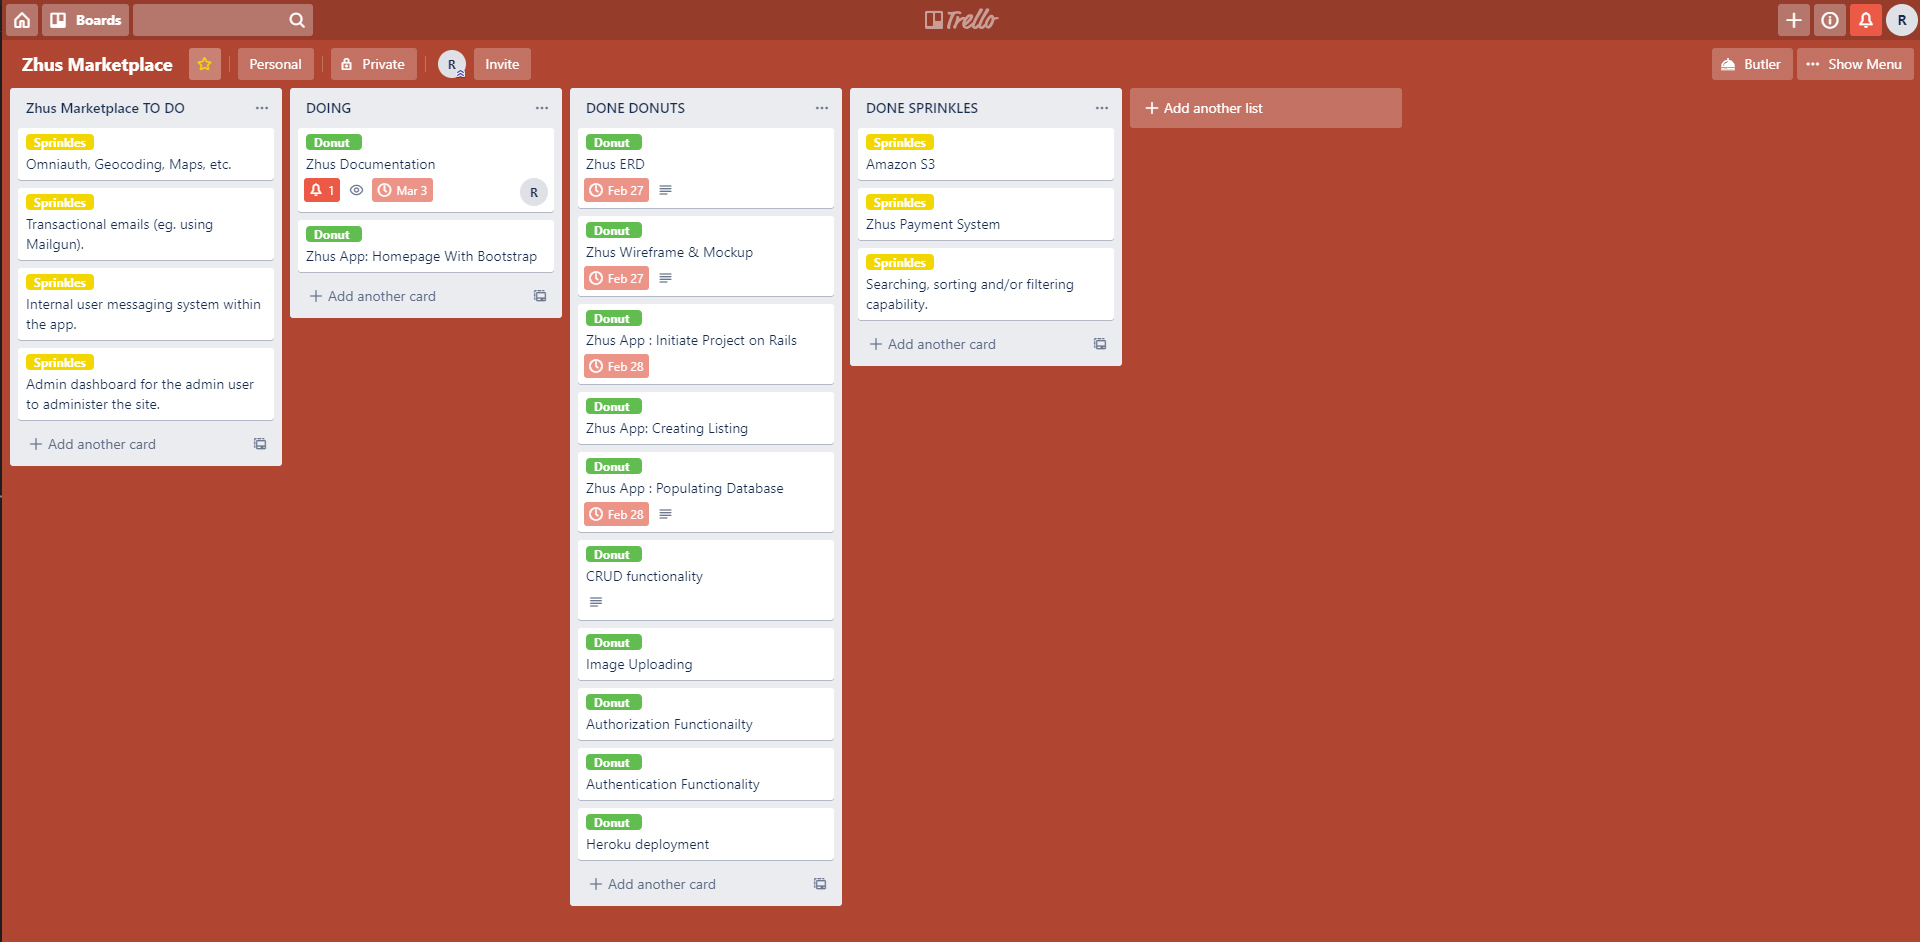 Boards
Trello
R
Zhus Marketplace
Personal
Private
R
Invite
Butler
Show Menu
Zhus Marketplace TO DO
Sprinkles
Omniauth, Geocoding, Maps, etc.
Sprinkles
Transactional emails (eg. using
Mailgun).
Sprinkles
Internal user messaging system within
the app.
Sprinkles
Admin dashboard for the admin user
to administer the site.
Add another card
DOING
Donut
Zhus Documentation
1
Mar 3
R
Donut
Zhus App: Homepage With Bootstrap
Add another card
DONE DONUTS
Donut
Zhus ERD
Feb 27
Donut
Zhus Wireframe & Mockup
Feb 27
Donut
Zhus App : Initiate Project on Rails
Feb 28
Donut
Zhus App: Creating Listing
Donut
Zhus App : Populating Database
Feb 28
Donut
CRUD functionality
Donut
Image Uploading
Donut
Authorization Functionailty
Donut
Authentication Functionality
Donut
Heroku deployment
Add another card
DONE SPRINKLES
Sprinkles
Amazon S3
Sprinkles
Zhus Payment System
Sprinkles
Searching, sorting and/or filtering
capability.
Add another card
Add another list